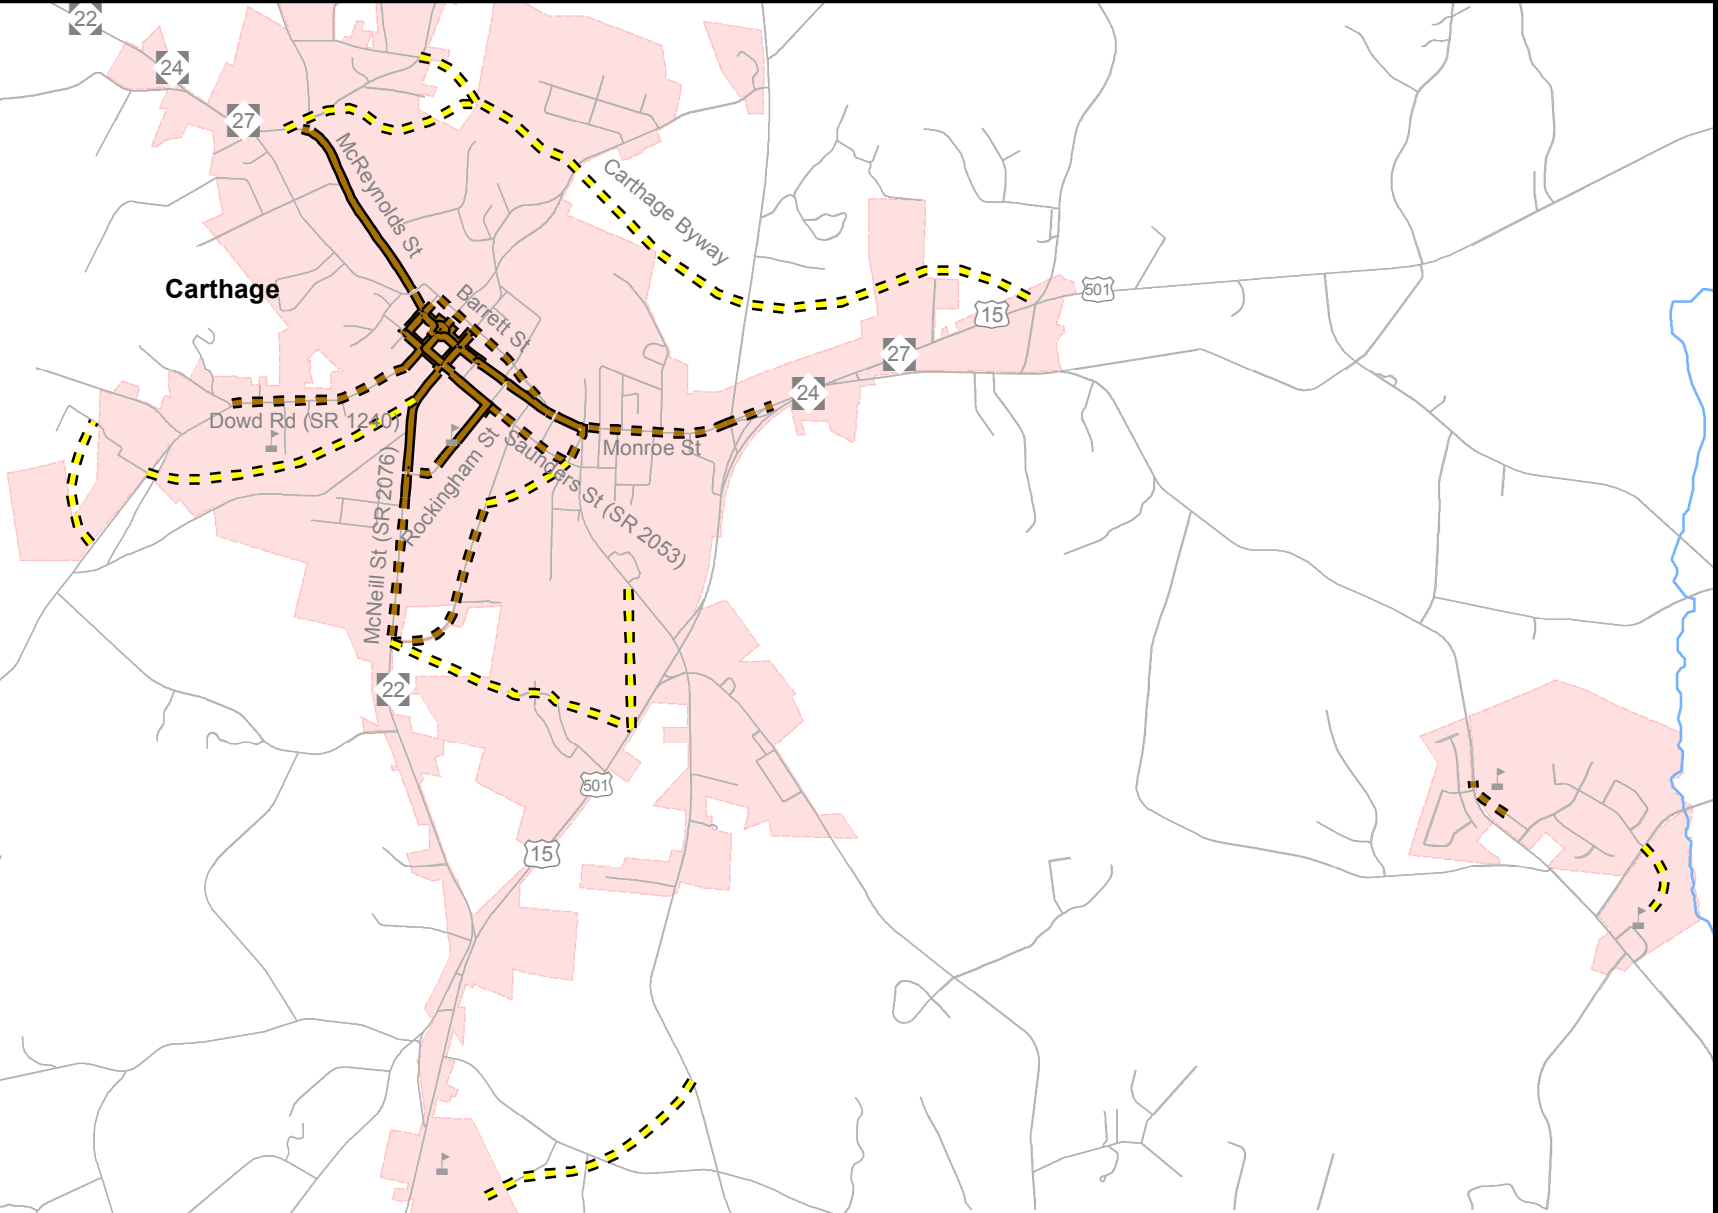 22
24
27
McReynolds St
Carthage Byway
Carthage
Barrett St
501
15
27
24
Dowd Rd (SR 1240)
Monroe St
Saunders St (SR 2053)
Rockingham St
McNeill St (SR 2076)
22
501
15